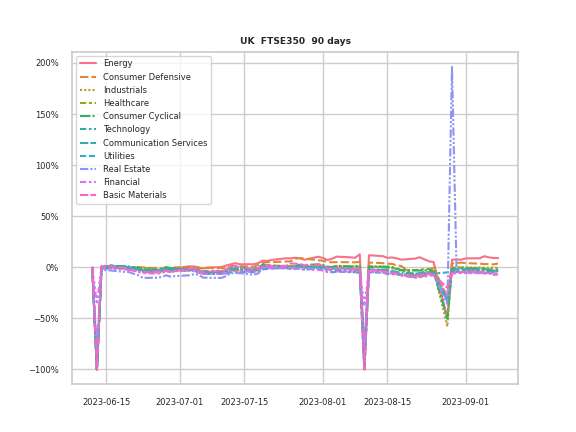 UK FTSE350 90 days
200%
150%
100%
50%
0%
−50%
−100%
Energy
Consumer Defensive
Industrials
Healthcare
Consumer Cyclical
Technology
Communication Services
Utilities
Real Estate
Financial
Basic Materials
2023-06-15
2023-07-01
2023-07-15
2023-08-01
2023-08-15
2023-09-01